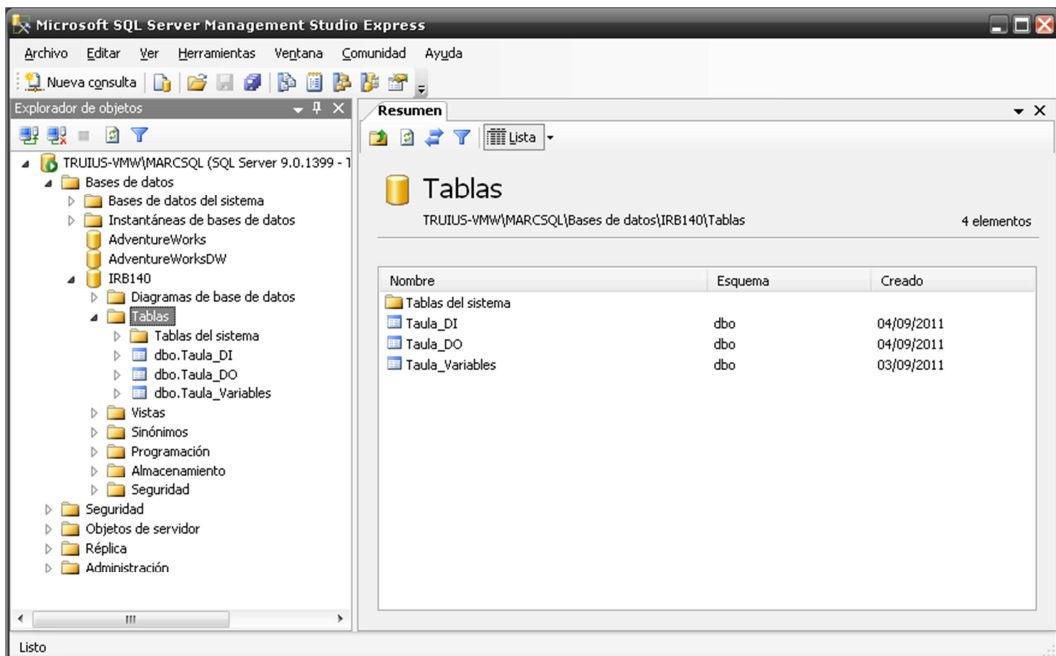 Microsoft SQL Server Management Studio Express
Archivo Editar Ver Herramientas Ventana Comunidad Ayuda
Nueva consulta
Explorador de objetos
TRUIUS-VMW\MARCSQL (SQL Server 9.0.1399 - T
Bases de datos
Bases de datos del sistema
Instantáneas de bases de datos
AdventureWorks
AdventureWorksDW
IRB140
Diagramas de base de datos
Tablas
Tablas del sistema
dbo.Taula_DI
dbo.Taula_DO
dbo.Taula_Variables
Vistas
Sinónimos
Programación
Almacenamiento
Seguridad
Seguridad
Objetos de servidor
Réplica
Administración
Resumen
Lista
Tablas
TRUIUS-VMW\MARCSQL\Bases de datos\IRB140\Tablas 4 elementos
Nombre Esquema Creado
Tablas del sistema
Taula_DI dbo 04/09/2011
Taula_DO dbo 04/09/2011
Taula_Variables dbo 03/09/2011
Listo